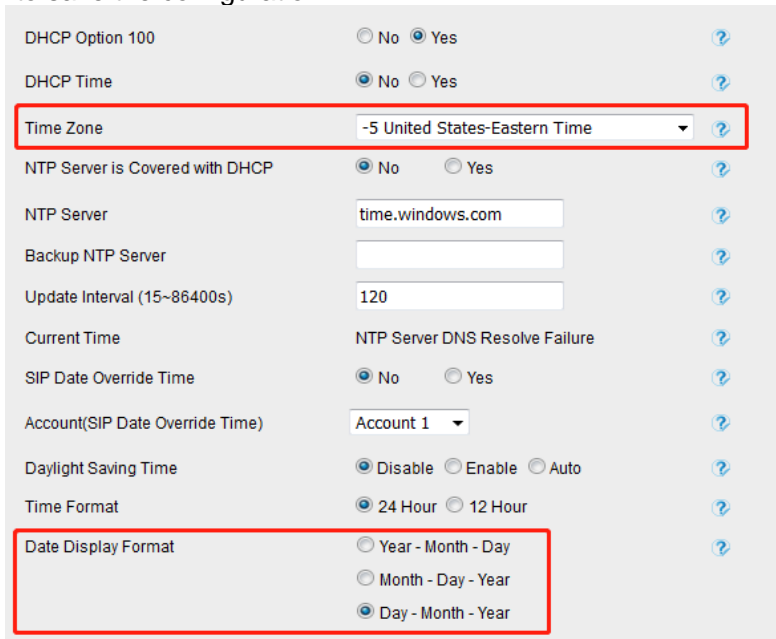 DHCP Option 100 No Yes
DHCP Time No Yes
Time Zone -5 United States-Eastern Time
NTP Server is Covered with DHCP No Yes
NTP Server time.windows.com
Backup NTP Server
Update Interval (15~86400s) 120
Current Time NTP Server DNS Resolve Failure
SIP Date Override Time No Yes
Account(SIP Date Override Time) Account 1
Daylight Saving Time Disable Enable Auto
Time Format 24 Hour 12 Hour
Date Display Format Year - Month - Day
Month - Day - Year
Day - Month - Year